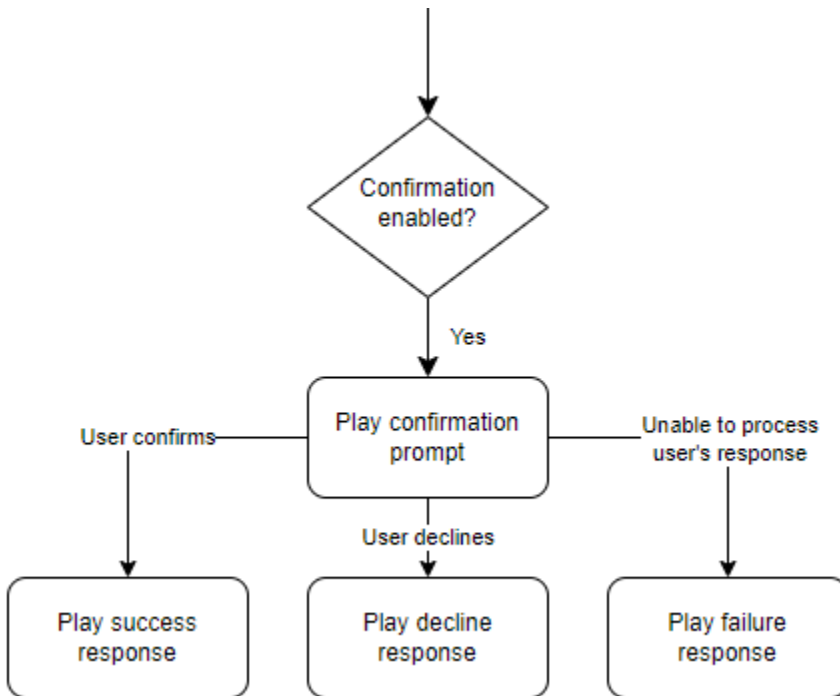 Confirmation
enabled?
Yes
Play confirmation
prompt
User confirms
Unable to process
user's response
User declines
Play success
response
Play decline
response
Play failure
response